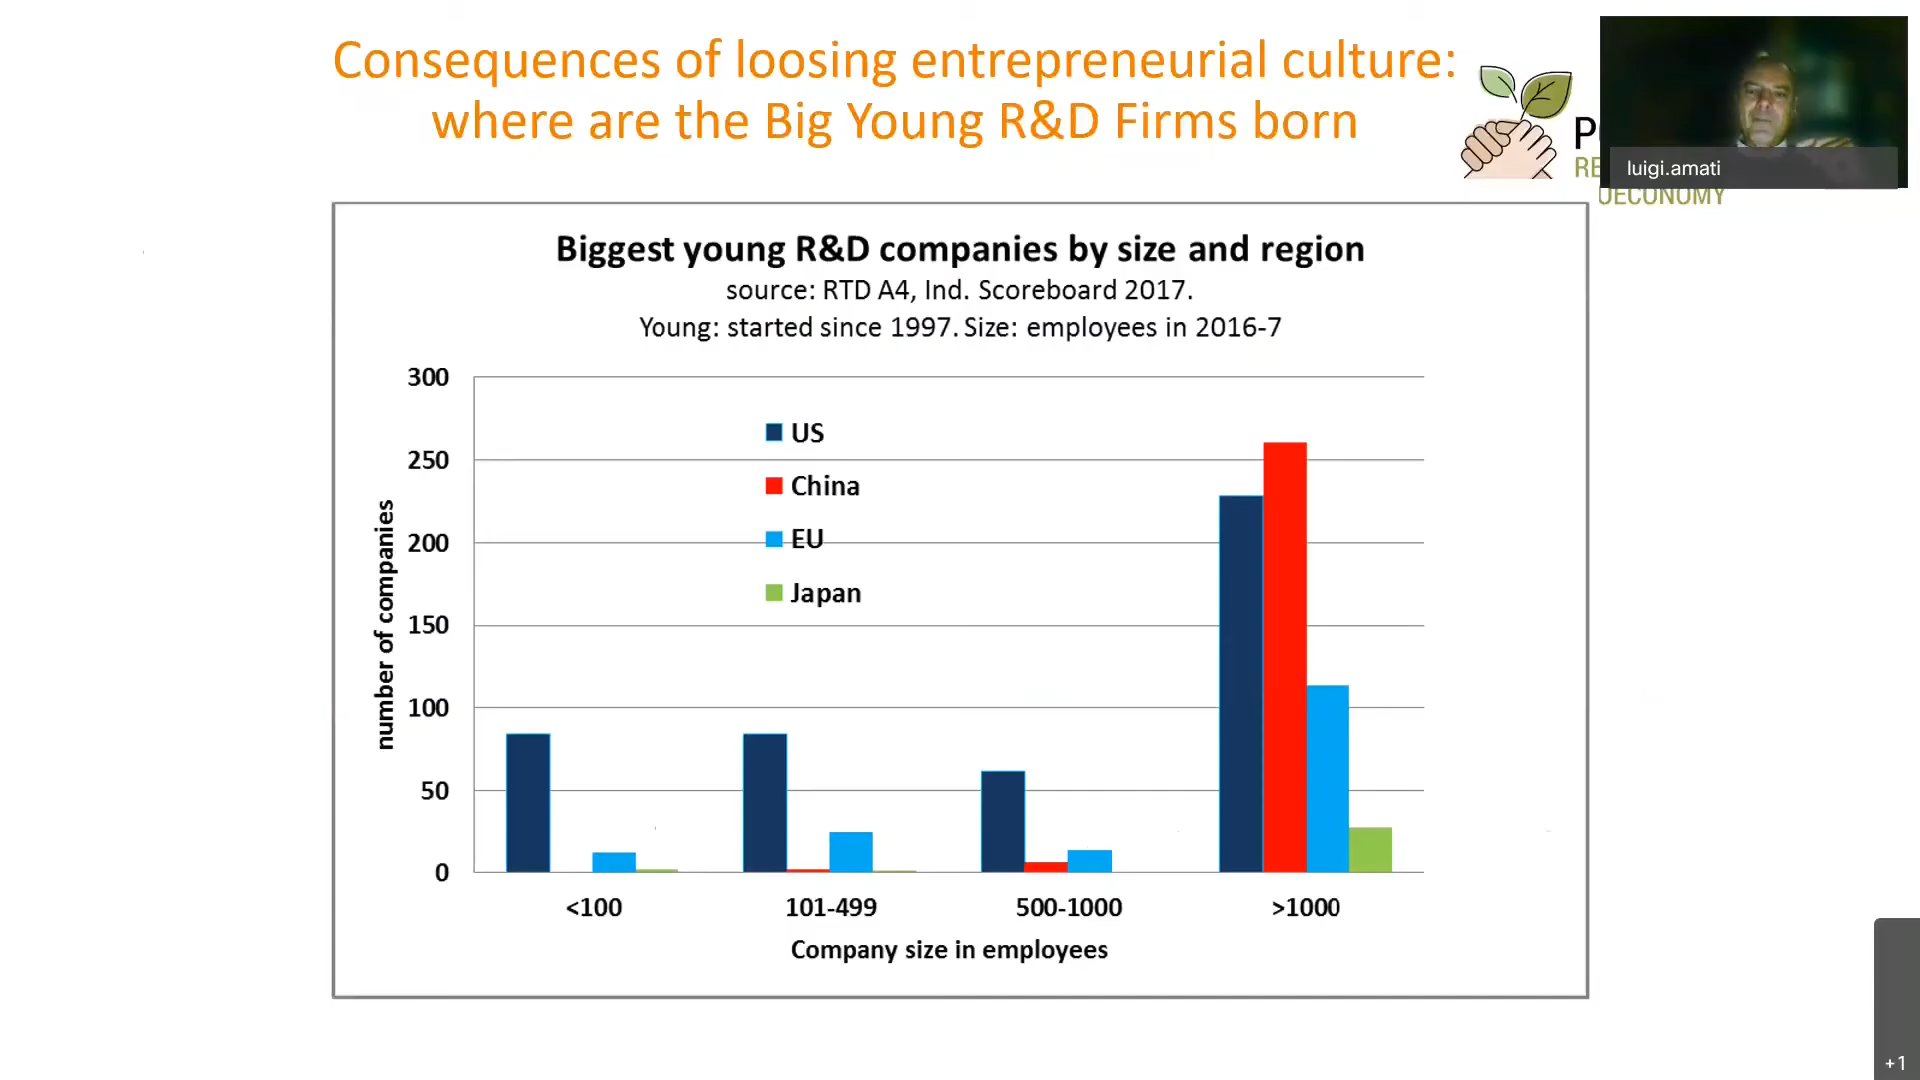 Consequences of loosing entrepreneurial culture:
where are the Big Young R&D Firms born
luigi.amati
OECONOMY
Biggest young R&D companies by size and region
source: RTD A4, Ind. Scoreboard 2017.
Young: started since 1997. Size: employees in 2016-7
number of companies
300
250
200
150
100
50
0
US
China
EU
Japan
<100
101-499
500-1000
>1000
Company size in employees
+1